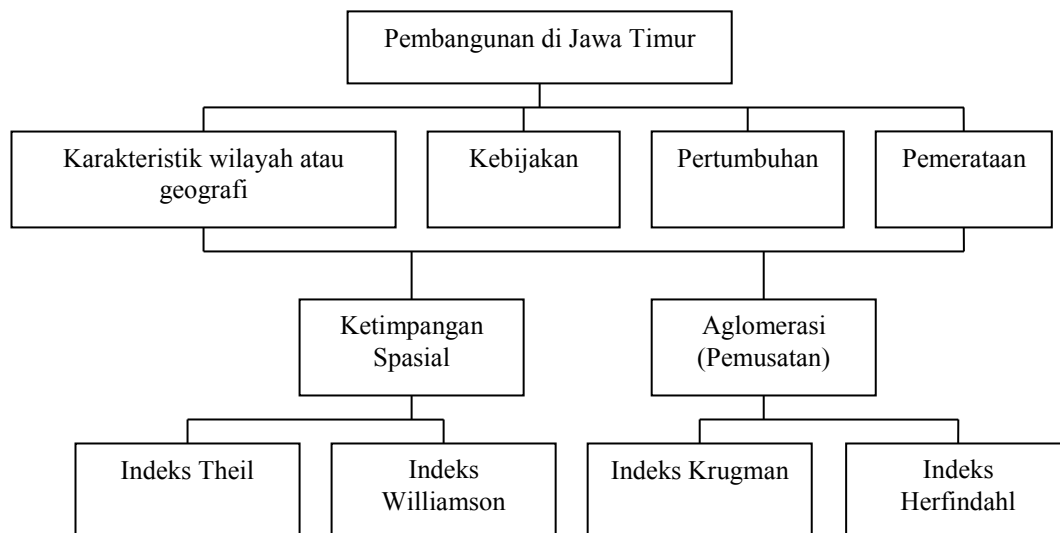 Pembangunan di Jawa Timur
Karakteristik wilayah atau
geografi
Kebijakan
Pertumbuhan
Pemerataan
Ketimpangan
Spasial
Aglomerasi
(Pemusatan)
Indeks Theil
Indeks
Williamson
Indeks Krugman
Indeks
Herfindahl